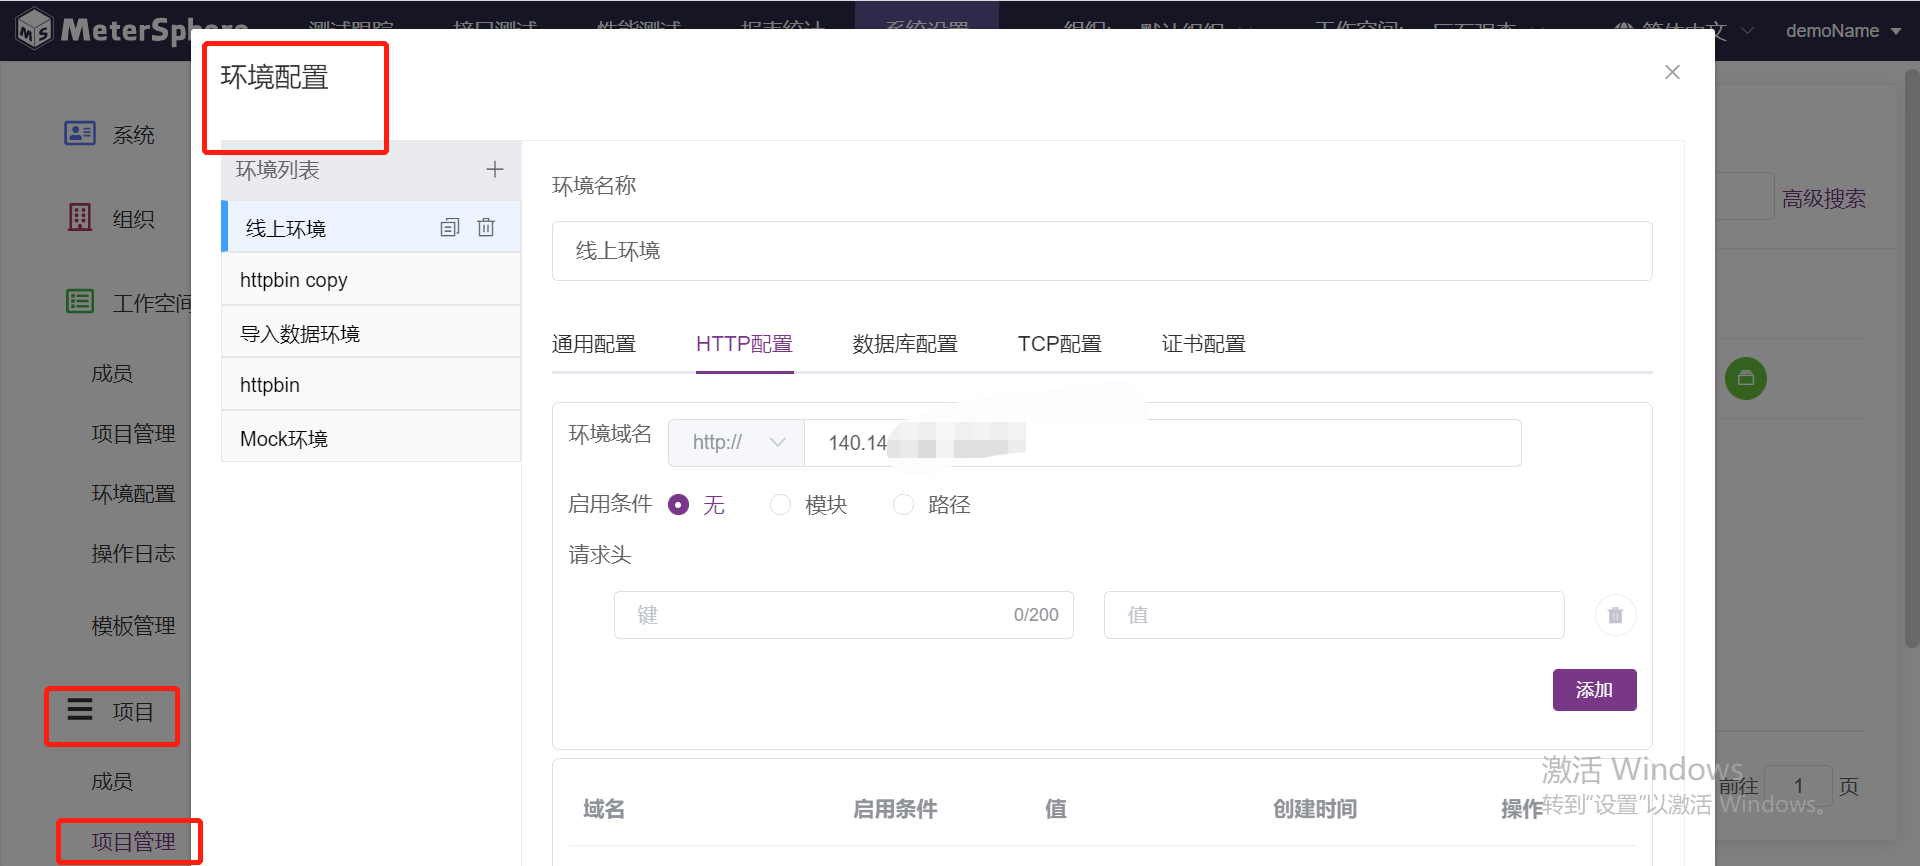 MeterSphere 测试跟踪 接口测试 性能测试 报表统计 系统设置 组织: 默认组织 工作空间: 简体中文 demoName
环境配置
系统
组织
工作空间
成员
项目管理
环境配置
操作日志
模板管理
项目
成员
项目管理
环境列表
线上环境
httpbin copy
导入数据环境
httpbin
Mock环境
环境名称
线上环境
通用配置 HTTP配置 数据库配置 TCP配置 证书配置
环境域名 http:// 140.14
启用条件 无 模块 路径
请求头
键 0/200 值
添加
域名 启用条件 值 创建时间 操作
高级搜索
前往 1 页
激活 Windows
转到"设置"以激活 Windows。